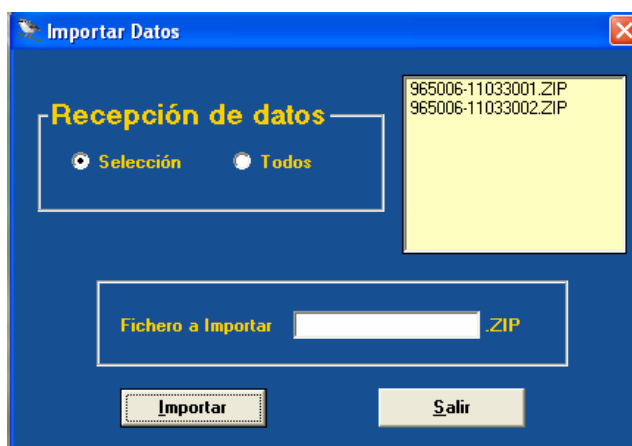 Importar Datos
Recepción de datos
Selección
Todos
965006-11033001.ZIP
965006-11033002.ZIP
Fichero a Importar
.ZIP
Importar
Salir